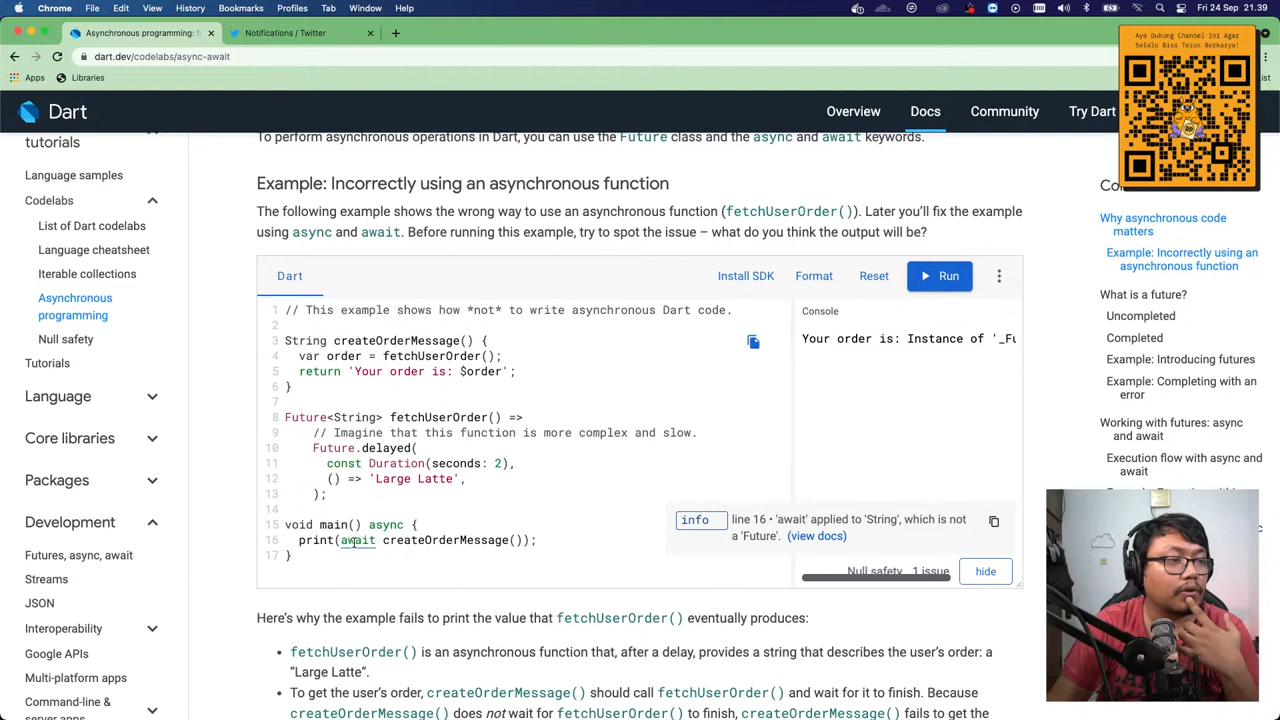 Chrome File Edit View History Bookmarks Profiles Tab Window Help
Fri 24 Sep 21.39
Asynchronous programming: f
Notifications / Twitter
dart.dev/codelabs/async-await
Apps Libraries
Ayo Dukung Channel Ini Agar
Selalu Bisa Terus Berkarya!
Dart
Overview Docs Community Try Dart
tutorials
Language samples
Codelabs
List of Dart codelabs
Language cheatsheet
Iterable collections
Asynchronous
programming
Null safety
Tutorials
Language
Core libraries
Packages
Development
Futures, async, await
Streams
JSON
Interoperability
Google APIs
Multi-platform apps
Command-line &
server apps
To perform asynchronous operations in Dart, you can use the Future class and the async and await keywords.
Example: Incorrectly using an asynchronous function
The following example shows the wrong way to use an asynchronous function (fetchUserOrder()). Later you’ll fix the example
using async and await. Before running this example, try to spot the issue – what do you think the output will be?
Dart
Install SDK Format Reset Run
1 // This example shows how *not* to write asynchronous Dart code.
2
3 String createOrderMessage() {
4 var order = fetchUserOrder();
5 return 'Your order is: $order';
6 }
7
8 Future<String> fetchUserOrder() =>
9 // Imagine that this function is more complex and slow.
10 Future.delayed(
11 const Duration(seconds: 2),
12 () => 'Large Latte',
13 );
14
15 void main() async {
16 print(await createOrderMessage());
17 }
Console
Your order is: Instance of '_Fu
info line 16 • 'await' applied to 'String', which is not
a 'Future'. (view docs)
Null safety 1 issue hide
Here’s why the example fails to print the value that fetchUserOrder() eventually produces:
• fetchUserOrder() is an asynchronous function that, after a delay, provides a string that describes the user’s order: a
“Large Latte”.
• To get the user’s order, createOrderMessage() should call fetchUserOrder() and wait for it to finish. Because
createOrderMessage() does not wait for fetchUserOrder() to finish, createOrderMessage() fails to get the
Why asynchronous code
matters
Example: Incorrectly using an
asynchronous function
What is a future?
Uncompleted
Completed
Example: Introducing futures
Example: Completing with an
error
Working with futures: async
and await
Execution flow with async and
await